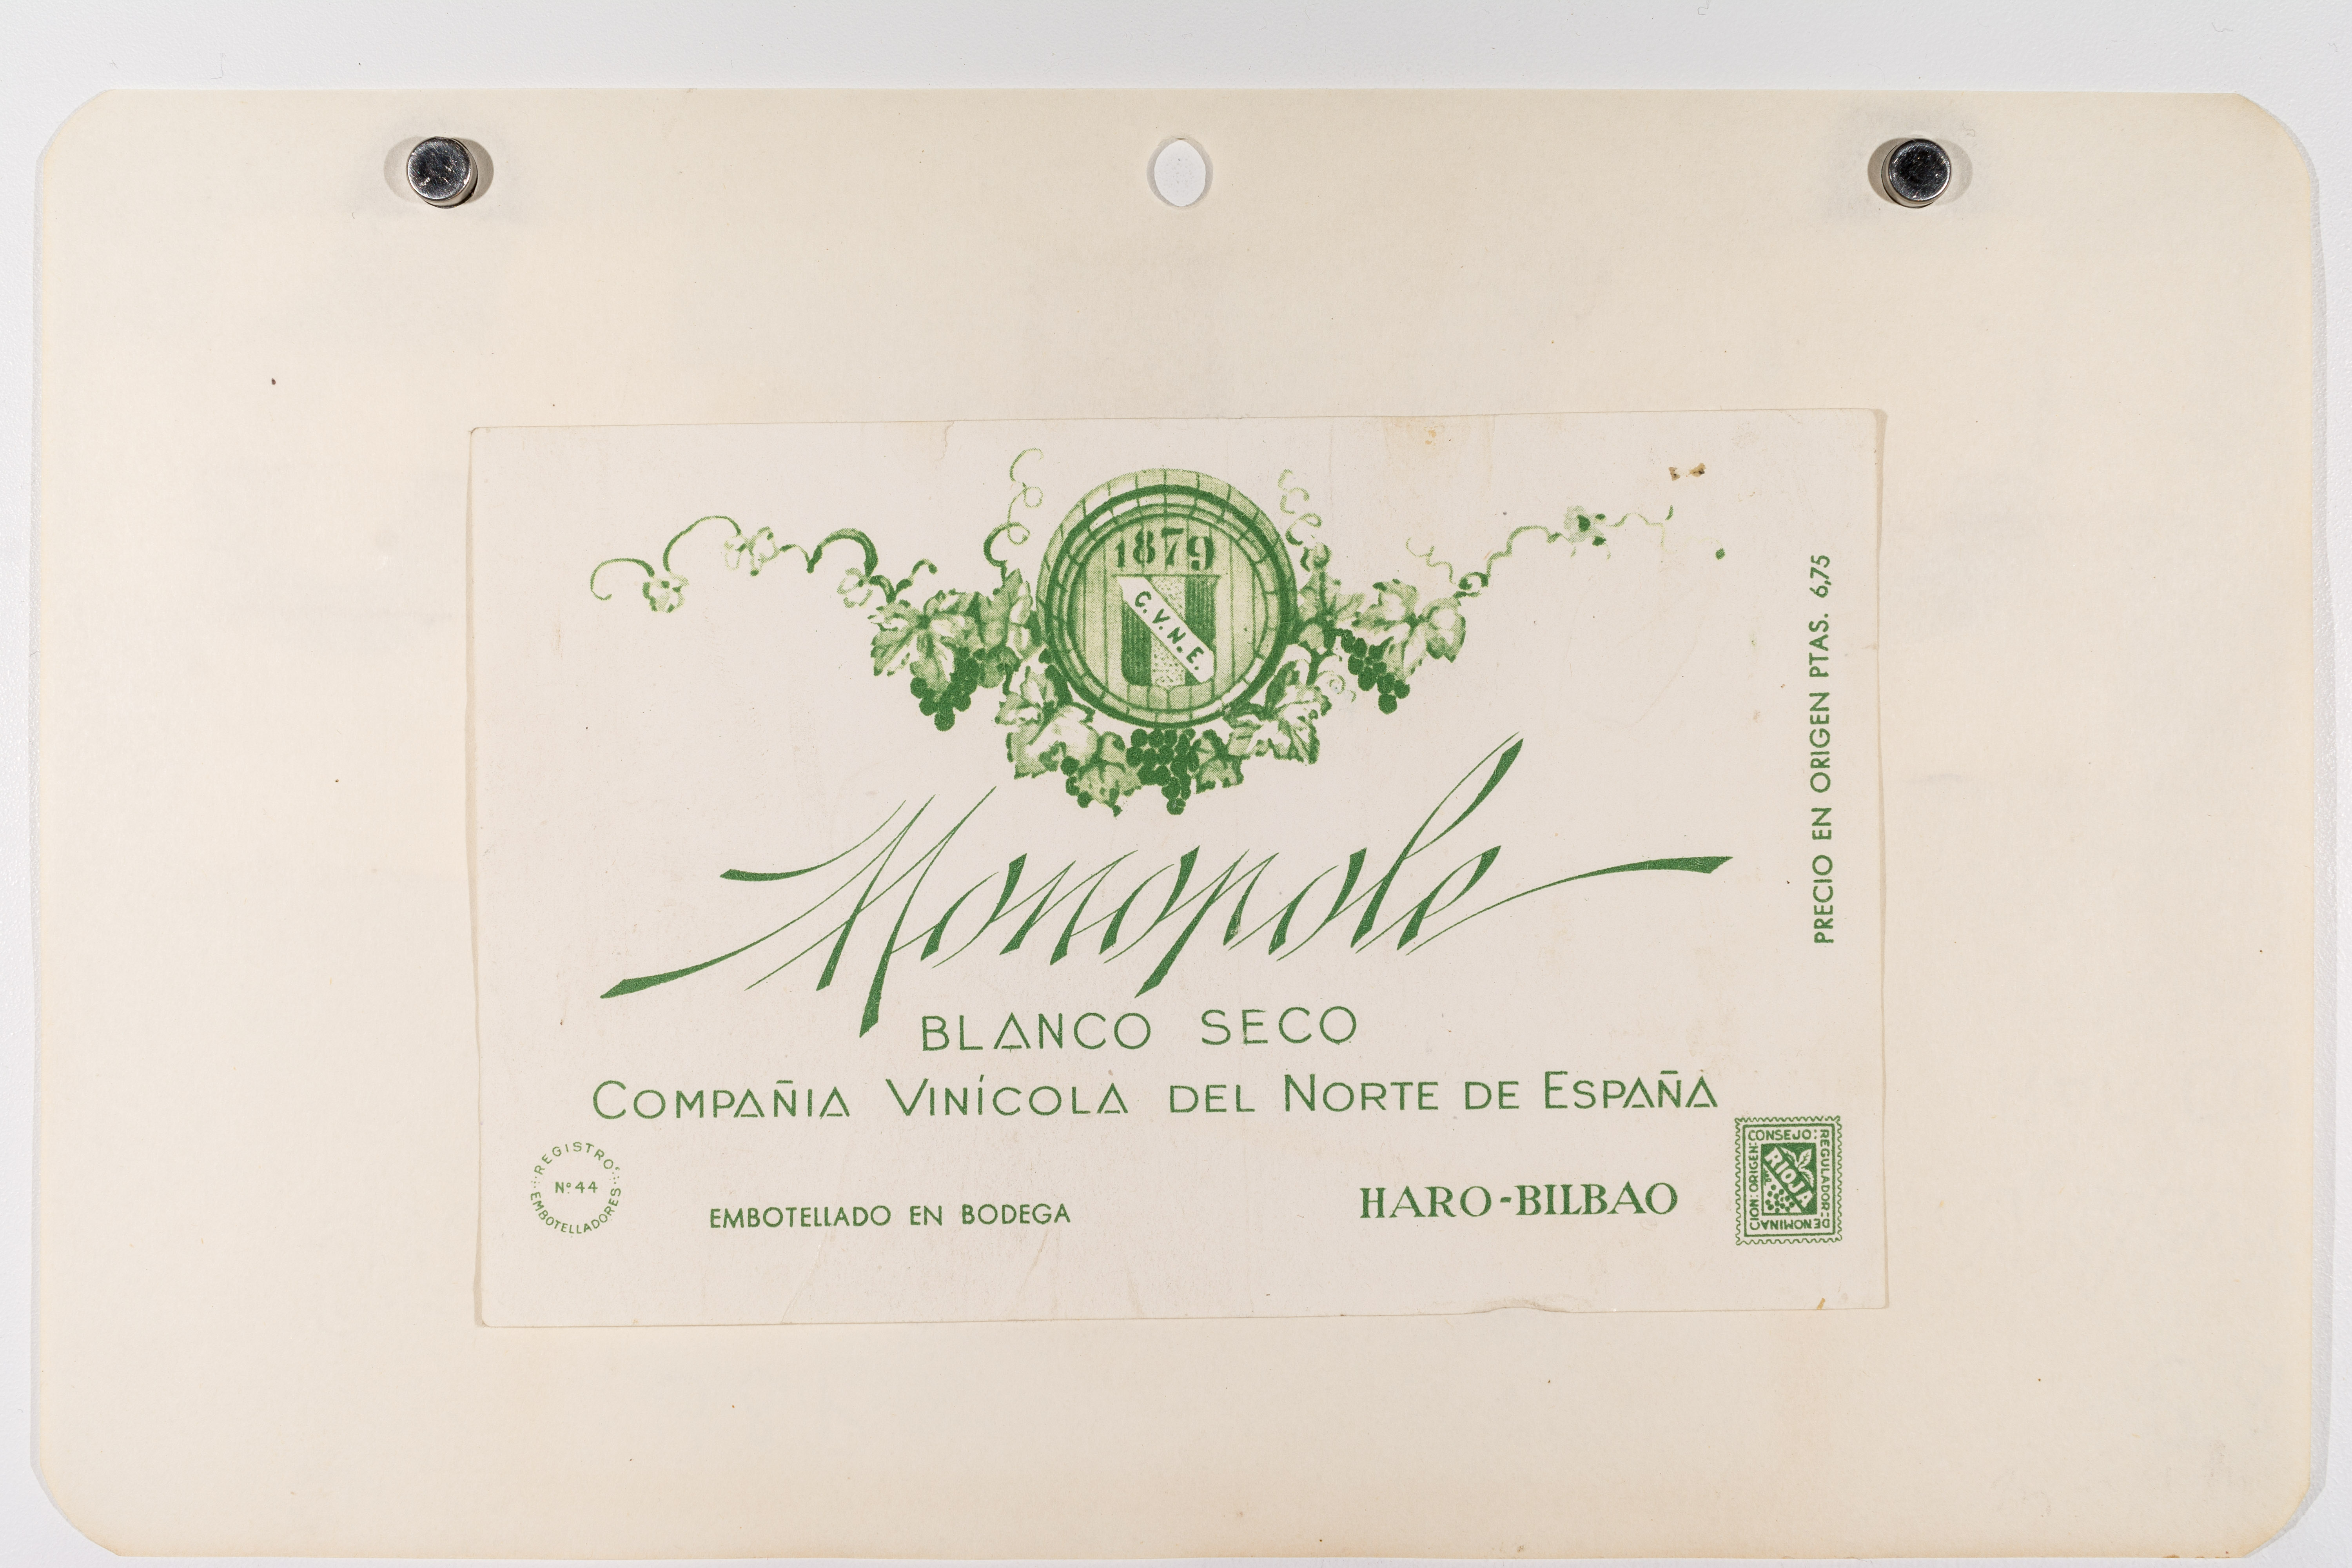 1879
C.V.N.E.
Monopole
BLANCO SECO
COMPAÑIA VINÍCOLA DEL NORTE DE ESPAÑA
REGISTRO
Nº 44
EMBOTELLADORES
EMBOTELLADO EN BODEGA
HARO-BILBAO
CONSEJO: REGULADOR: DENOMINACION: ORIGEN:
RIOJA
PRECIO EN ORIGEN PTAS. 6,75